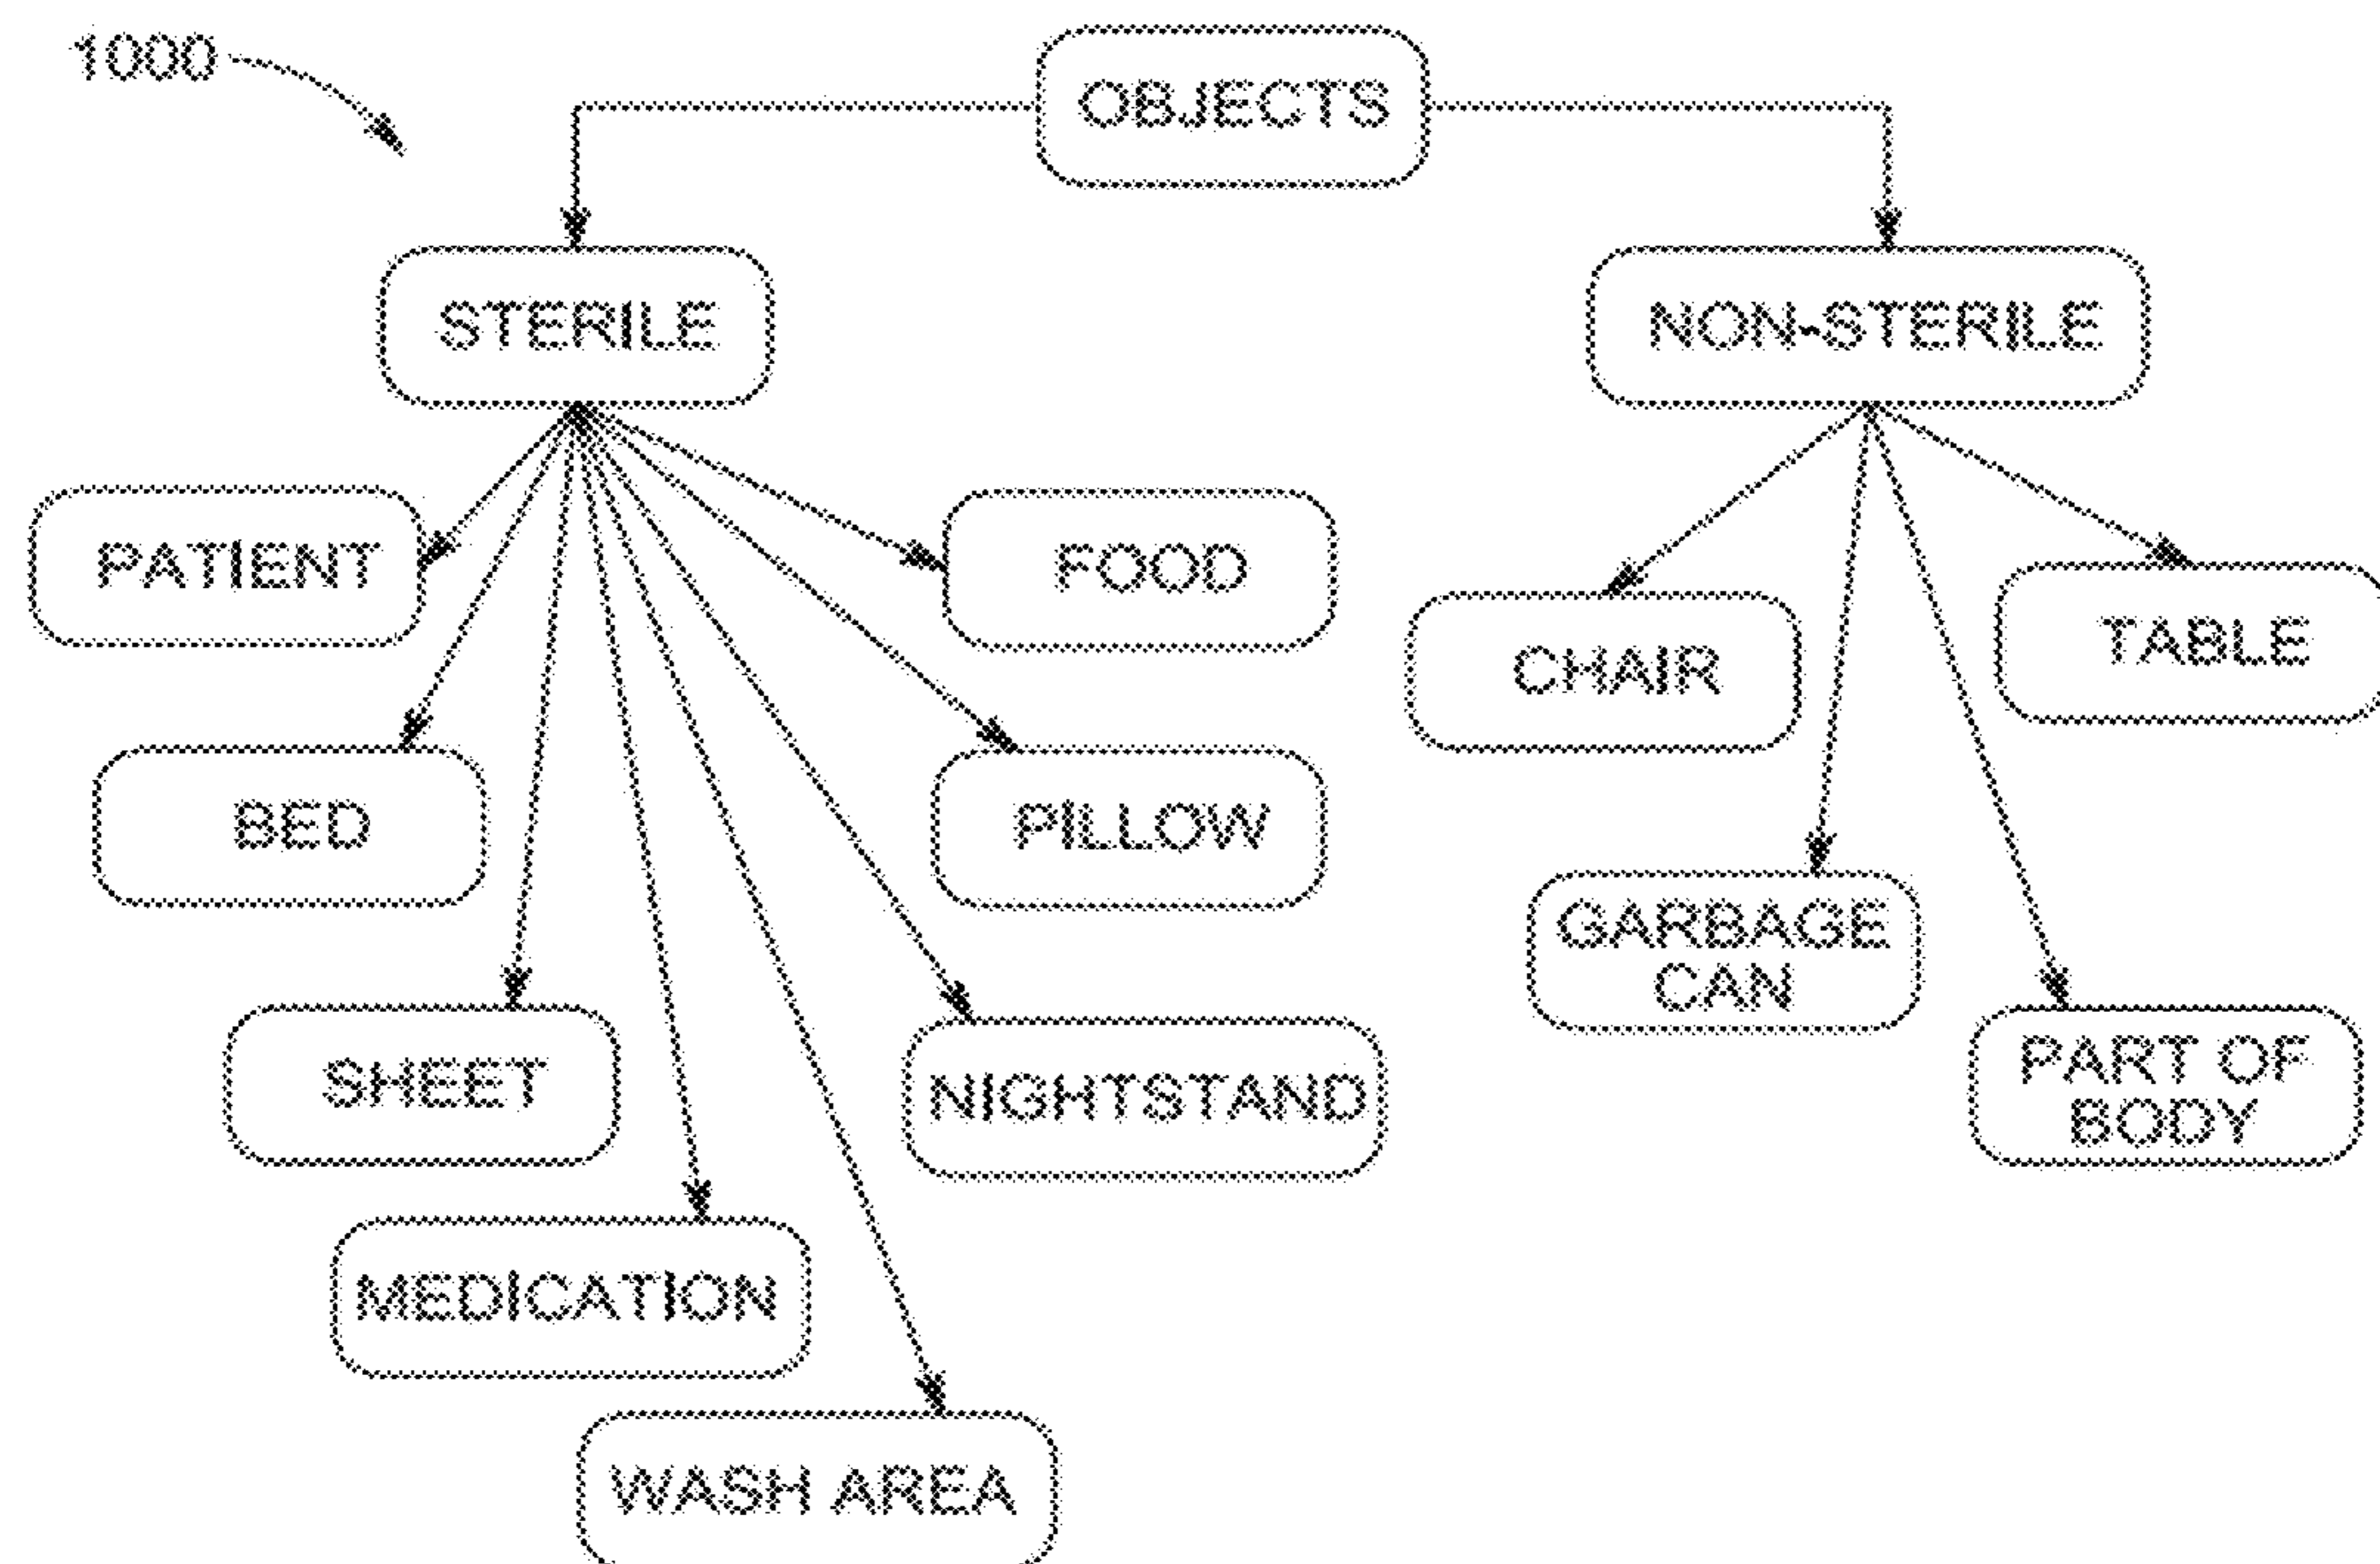 1000
OBJECTS
STERILE
NON-STERILE
PATIENT
FOOD
CHAIR
TABLE
BED
PILLOW
GARBAGE
CAN
SHEET
NIGHTSTAND
PART OF
BODY
MEDICATION
WASH AREA